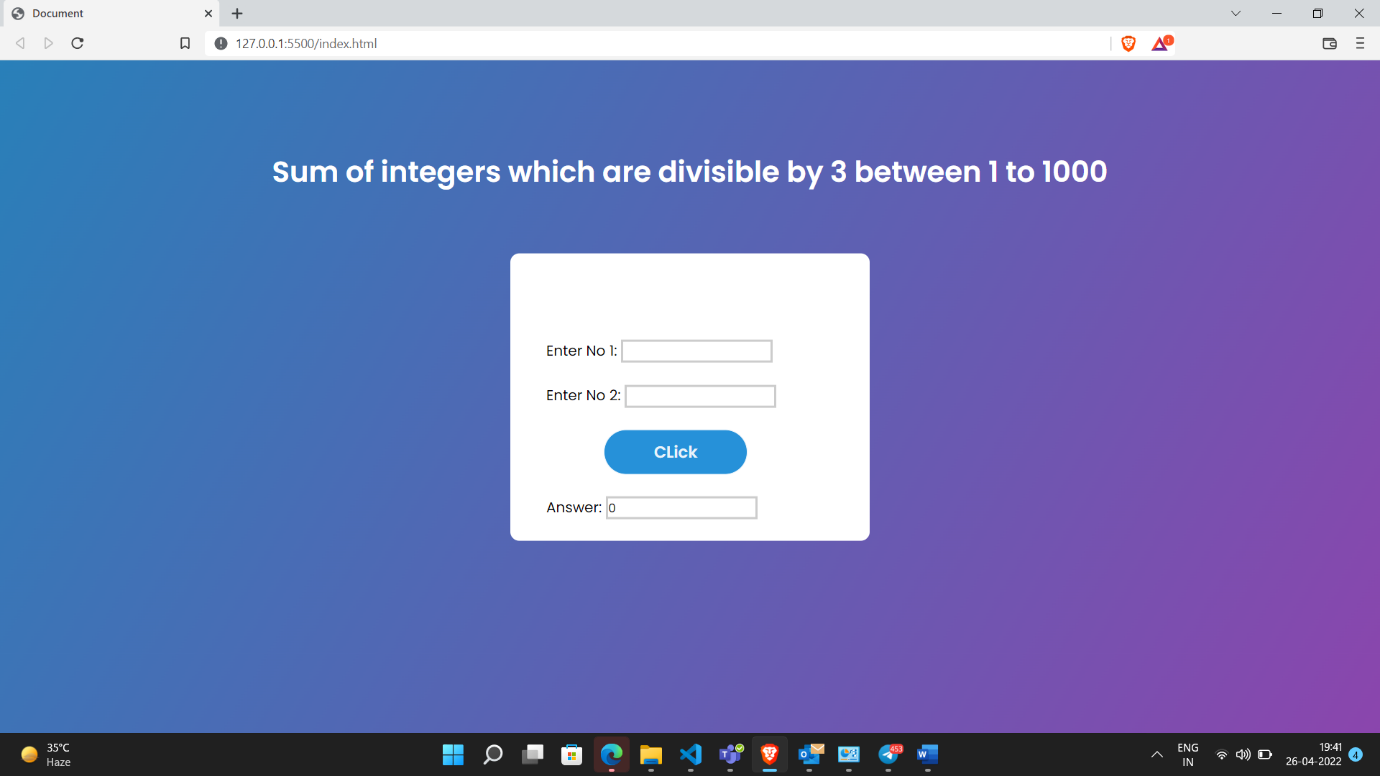 Document
127.0.0.1:5500/index.html
Sum of integers which are divisible by 3 between 1 to 1000
Enter No 1:
Enter No 2:
CLick
Answer: 0
35°C
Haze
453
ENG
IN
19:41
26-04-2022
4